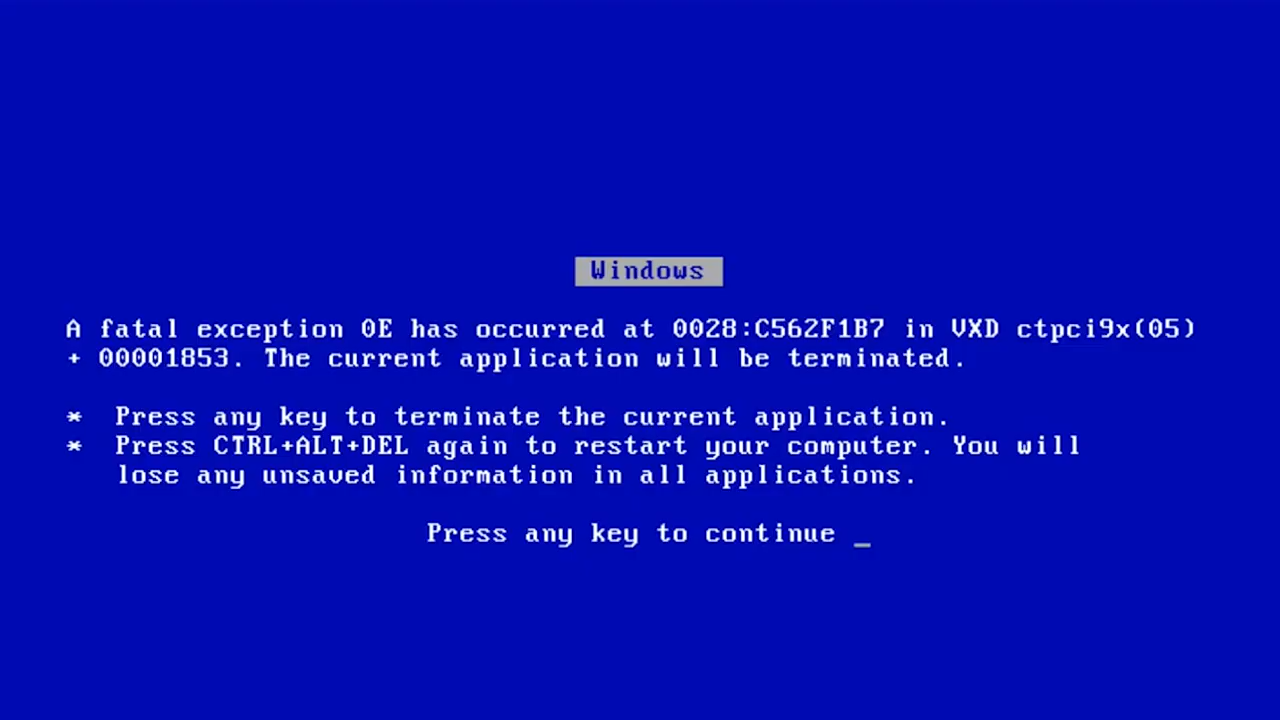 Windows
A fatal exception 0E has occurred at 0028:C562F1B7 in VXD ctpci9x(05)
+ 00001853. The current application will be terminated.
* Press any key to terminate the current application.
* Press CTRL+ALT+DEL again to restart your computer. You will
lose any unsaved information in all applications.
Press any key to continue _